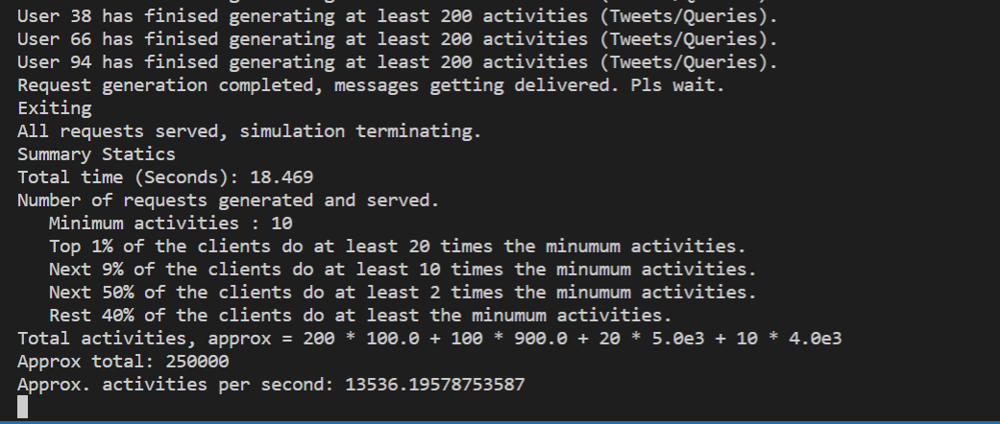 User 38 has finised generating at least 200 activities (Tweets/Queries).
User 66 has finised generating at least 200 activities (Tweets/Queries).
User 94 has finised generating at least 200 activities (Tweets/Queries).
Request generation completed, messages getting delivered. Pls wait.
Exiting
All requests served, simulation terminating.
Summary Statics
Total time (Seconds): 18.469
Number of requests generated and served.
   Minimum activities : 10
   Top 1% of the clients do at least 20 times the minumum activities.
   Next 9% of the clients do at least 10 times the minumum activities.
   Next 50% of the clients do at least 2 times the minumum activities.
   Rest 40% of the clients do at least the minumum activities.
Total activities, approx = 200 * 100.0 + 100 * 900.0 + 20 * 5.0e3 + 10 * 4.0e3
Approx total: 250000
Approx. activities per second: 13536.19578753587